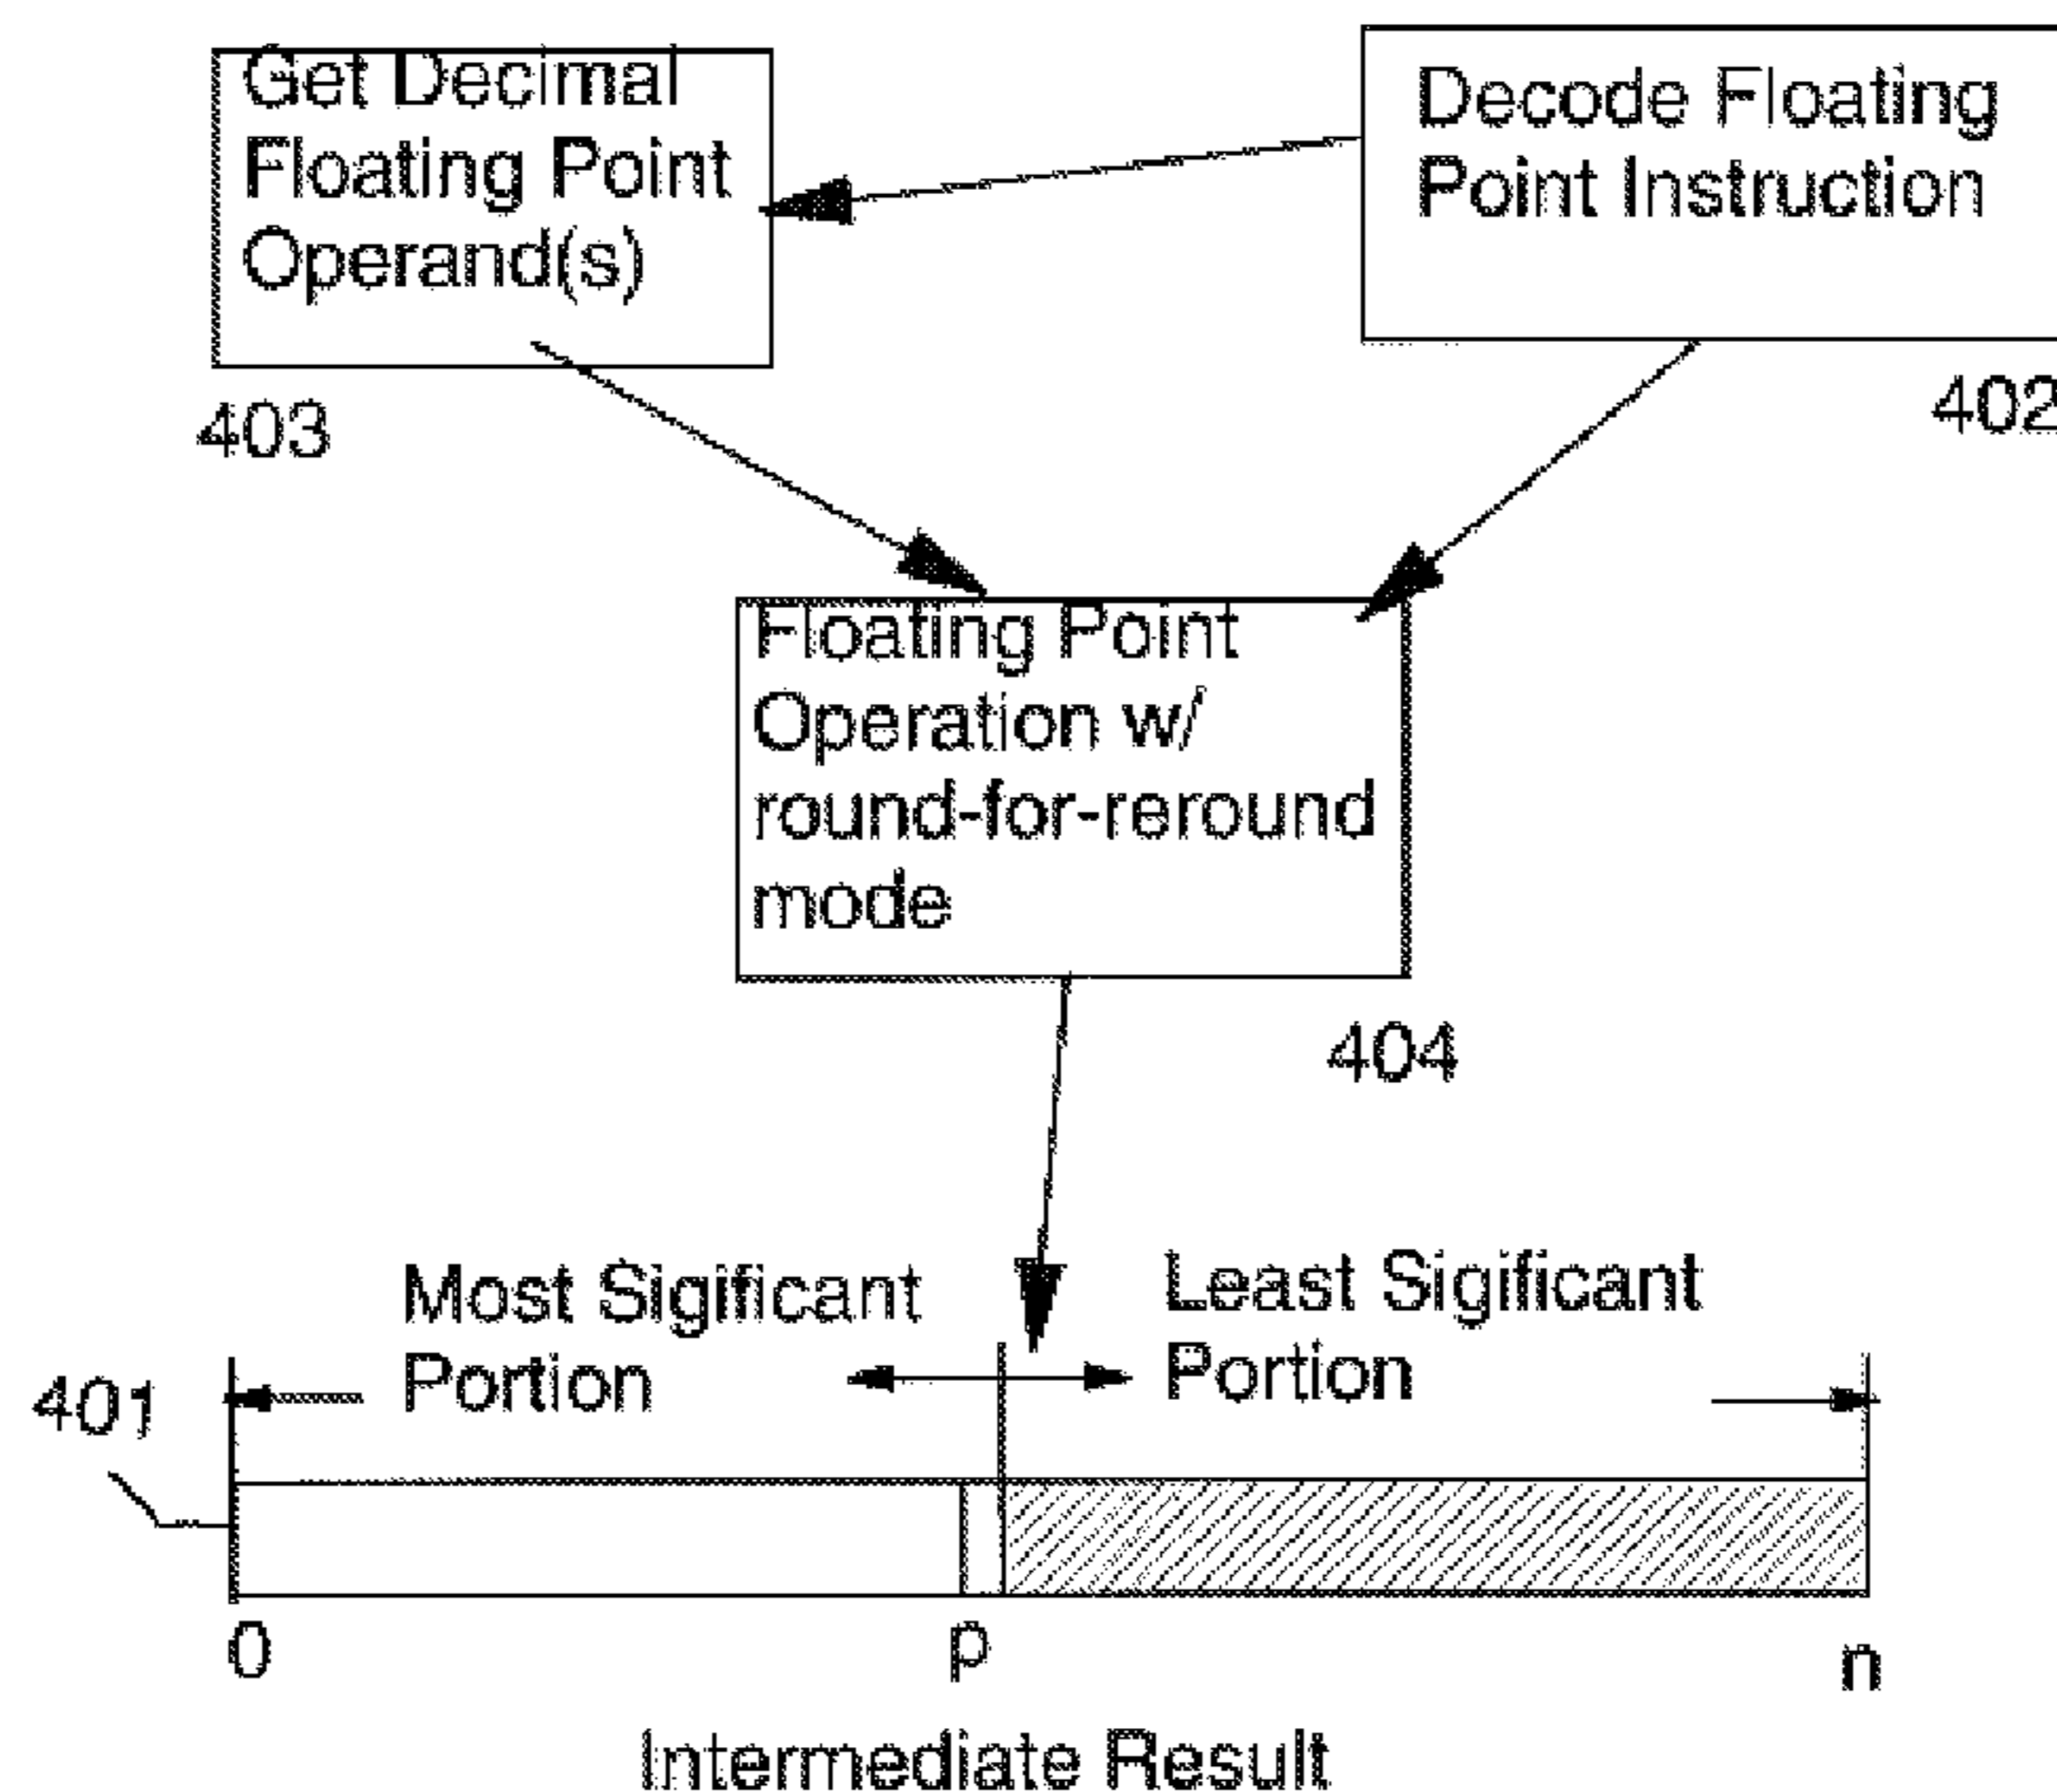 Get Decimal
Floating Point
Operand(s)
403
Decode Floating
Point Instruction
402
Floating Point
Operation w/
round-for-reround
mode
404
Most Sigificant
Portion
Least Sigificant
Portion
401
0
p
n
Intermediate Result